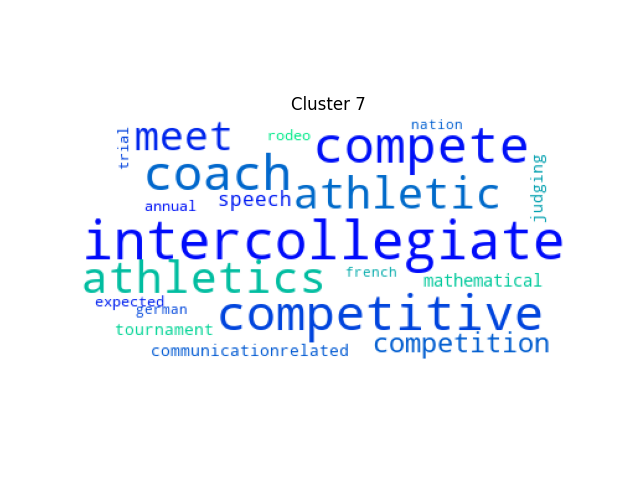 Cluster 7
nation
trial
meet
rodeo
compete
coach
judging
annual
speech
athletic
intercollegiate
athletics
french
mathematical
expected
german
competitive
tournament
communicationrelated
competition